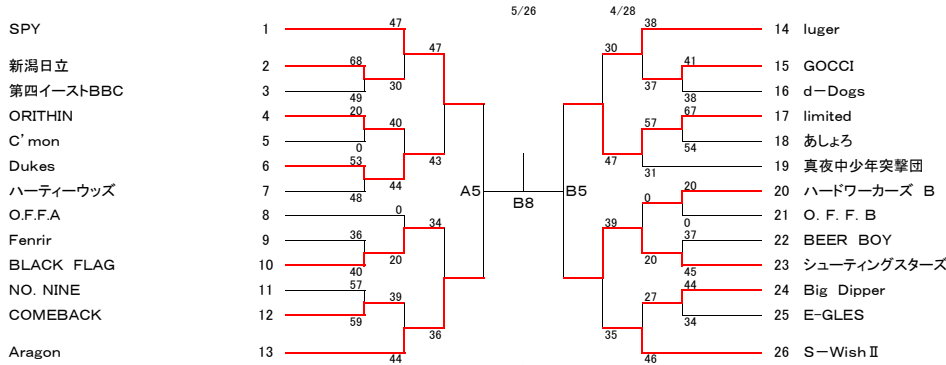 5/26 4/28
SPY 1 47 38 14 luger
47 30
新潟日立 2 68 41 15 GOCCI
30 37
第四イーストBBC 3 49 38 16 d－Dogs
ORITHIN 4 20 67 17 limited
40 57
C’mon 5 0 54 18 あしょろ
43 47
Dukes 6 53 31 19 真夜中少年突撃団
44
ハーティーウッズ 7 48 A5 B5 20 20 ハードワーカーズ B
B8
O.F.F.A 8 0 0 0 21 O．F．F．B
34 39
Fenrir 9 36 37 22 BEER BOY
20 20
BLACK FLAG 10 40 45 23 シューティングスターズ
NO. NINE 11 57 44 24 Big Dipper
39 27
COMEBACK 12 59 34 25 E-GLES
36 35
Aragon 13 44 46 26 S－WishⅡ